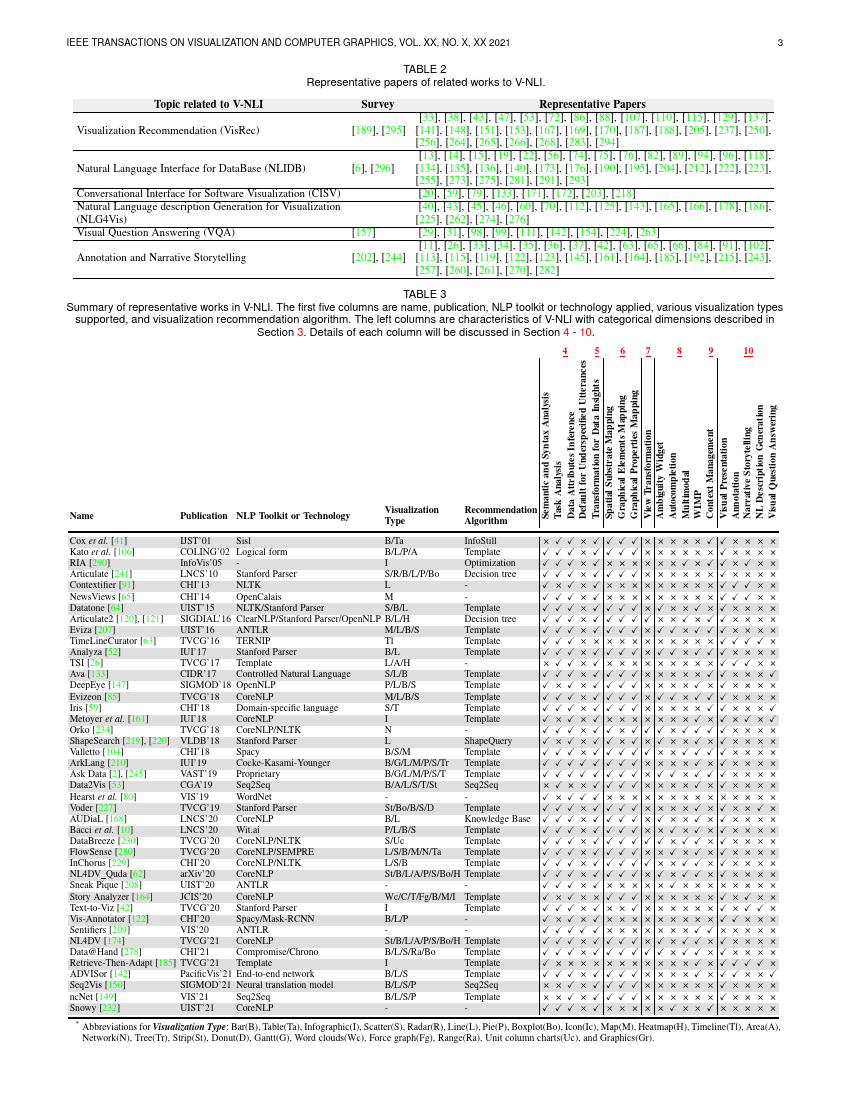 IEEE TRANSACTIONS ON VISUALIZATION AND COMPUTER GRAPHICS, VOL. XX, NO. X, XX 2021 3
TABLE 2
Representative papers of related works to V-NLI.
Topic related to V-NLI Survey Representative Papers
Visualization Recommendation (VisRec) [189], [295] [33], [38], [43], [47], [53], [72], [86], [88], [107], [110], [115], [129], [137],
[141], [148], [151], [153], [167], [169], [170], [187], [188], [205], [237], [250],
[256], [264], [265], [266], [268], [283], [294]
Natural Language Interface for DataBase (NLIDB) [6], [296] [13], [14], [15], [19], [22], [56], [74], [75], [76], [82], [89], [94], [96], [118],
[134], [135], [136], [140], [173], [176], [190], [195], [204], [212], [222], [223],
[255], [273], [275], [281], [291], [293]
Conversational Interface for Software Visualization (CISV) [20], [59], [79], [133], [171], [172], [203], [218]
Natural Language description Generation for Visualization (NLG4Vis) [40], [43], [45], [46], [60], [70], [112], [125], [143], [165], [166], [178], [186],
[225], [262], [274], [276]
Visual Question Answering (VQA) [157] [29], [31], [98], [99], [111], [142], [154], [224], [263]
Annotation and Narrative Storytelling [202], [244] [11], [26], [33], [34], [35], [36], [37], [42], [63], [65], [66], [84], [91], [102],
[113], [115], [119], [122], [123], [145], [161], [164], [185], [192], [215], [243],
[257], [260], [261], [270], [282]
TABLE 3
Summary of representative works in V-NLI. The first five columns are name, publication, NLP toolkit or technology applied, various visualization types
supported, and visualization recommendation algorithm. The left columns are characteristics of V-NLI with categorical dimensions described in
Section 3. Details of each column will be discussed in Section 4 - 10.
4 5 6 7 8 9 10
Name Publication NLP Toolkit or Technology Visualization Type Recommendation Algorithm
Semantic and Syntax Analysis
Task Analysis
Data Attributes Inference
Default for Underspecified Utterances
Transformation for Data Insights
Spatial Substrate Mapping
Graphical Elements Mapping
Graphical Properties Mapping
View Transformation
Ambiguity Widget
Autocompletion
Multimodal
WIMP
Context Management
Visual Presentation
Annotation
Narrative Storytelling
NL Description Generation
Visual Question Answering
Cox et al. [41] IJST'01 Sisl B/Ta InfoStill
Kato et al. [106] COLING'02 Logical form B/L/P/A Template
RIA [290] InfoVis'05 - I Optimization
Articulate [241] LNCS'10 Stanford Parser S/R/B/L/P/Bo Decision tree
Contextifier [91] CHI'13 NLTK L -
NewsViews [65] CHI'14 OpenCalais M -
Datatone [64] UIST'15 NLTK/Stanford Parser S/B/L Template
Articulate2 [120], [121] SIGDIAL'16 ClearNLP/Stanford Parser/OpenNLP B/L/H Decision tree
Eviza [207] UIST'16 ANTLR M/L/B/S Template
TimeLineCurator [63] TVCG'16 TERNIP Tl Template
Analyza [52] IUI'17 Stanford Parser B/L Template
TSI [26] TVCG'17 Template L/A/H -
Ava [133] CIDR'17 Controlled Natural Language S/L/B Template
DeepEye [147] SIGMOD'18 OpenNLP P/L/B/S Template
Evizeon [85] TVCG'18 CoreNLP M/L/B/S Template
Iris [59] CHI'18 Domain-specific language S/T Template
Metoyer et al. [161] IUI'18 CoreNLP I Template
Orko [234] TVCG'18 CoreNLP/NLTK N -
ShapeSearch [219], [220] VLDB'18 Stanford Parser L ShapeQuery
Valletto [104] CHI'18 Spacy B/S/M Template
ArkLang [210] IUI'19 Cocke-Kasami-Younger B/G/L/M/P/S/Tr Template
Ask Data [2], [245] VAST'19 Proprietary B/G/L/M/P/S/T Template
Data2Vis [53] CGA'19 Seq2Seq B/A/L/S/T/St Seq2Seq
Hearst et al. [80] VIS'19 WordNet - -
Voder [227] TVCG'19 Stanford Parser St/Bo/B/S/D Template
AUDiaL [168] LNCS'20 CoreNLP B/L Knowledge Base
Bacci et al. [10] LNCS'20 Wit.ai P/L/B/S Template
DataBreeze [230] TVCG'20 CoreNLP/NLTK S/Uc Template
FlowSense [280] TVCG'20 CoreNLP/SEMPRE L/S/B/M/N/Ta Template
InChorus [229] CHI'20 CoreNLP/NLTK L/S/B Template
NL4DV_Quda [62] arXiv'20 CoreNLP St/B/L/A/P/S/Bo/H Template
Sneak Pique [208] UIST'20 ANTLR - -
Story Analyzer [164] JCIS'20 CoreNLP Wc/C/T/Fg/B/M/I Template
Text-to-Viz [42] TVCG'20 Stanford Parser I Template
Vis-Annotator [122] CHI'20 Spacy/Mask-RCNN B/L/P -
Sentifiers [209] VIS'20 ANTLR - -
NL4DV [174] TVCG'21 CoreNLP St/B/L/A/P/S/Bo/H Template
Data@Hand [278] CHI'21 Compromise/Chrono B/L/S/Ra/Bo Template
Retrieve-Then-Adapt [185] TVCG'21 Template I Template
ADVISor [142] PacificVis'21 End-to-end network B/L/S Template
Seq2Vis [150] SIGMOD'21 Neural translation model B/L/S/P Seq2Seq
ncNet [149] VIS'21 Seq2Seq B/L/S/P Template
Snowy [232] UIST'21 CoreNLP - -
* Abbreviations for Visualization Type: Bar(B), Table(Ta), Infographic(I), Scatter(S), Radar(R), Line(L), Pie(P), Boxplot(Bo), Icon(Ic), Map(M), Heatmap(H), Timeline(Tl), Area(A),
Network(N), Tree(Tr), Strip(St), Donut(D), Gantt(G), Word clouds(Wc), Force graph(Fg), Range(Ra), Unit column charts(Uc), and Graphics(Gr).